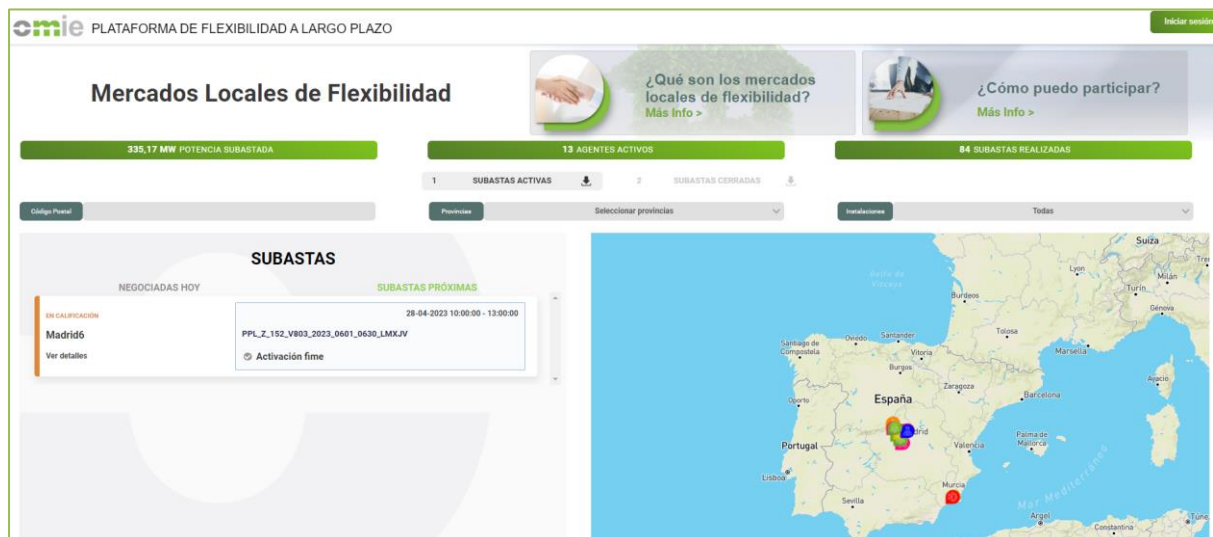 omie PLATAFORMA DE FLEXIBILIDAD A LARGO PLAZO
Iniciar sesión
Mercados Locales de Flexibilidad
¿Qué son los mercados
locales de flexibilidad?
Más Info >
¿Cómo puedo participar?
Más Info >
335,17 MW POTENCIA SUBASTADA
13 AGENTES ACTIVOS
84 SUBASTAS REALIZADAS
1 SUBASTAS ACTIVAS
2 SUBASTAS CERRADAS
Código Postal
Provincias Seleccionar provincias
Instalaciones Todas
SUBASTAS
NEGOCIADAS HOY SUBASTAS PRÓXIMAS
EN CALIFICACIÓN
Madrid6
Ver detalles
28-04-2023 10:00:00 - 13:00:00
PPL_Z_152_V803_2023_0601_0630_LMXJV
Activación fime
Suiza
Lyon
Milán
Turín
Génova
Golfo de
Vizcaya
Burdeos
Tolosa
Marsella
Ajacio
Santiago de
Compostela
Oviedo
Santander
Vitoria
Burgos
Zaragoza
Barcelona
Oporto
España
drid
Portugal
Valencia
Palma de
Mallorca
Lisboa
Murcia
Sevilla
Mar Mediterráneo
Argel
Constantina
Túne